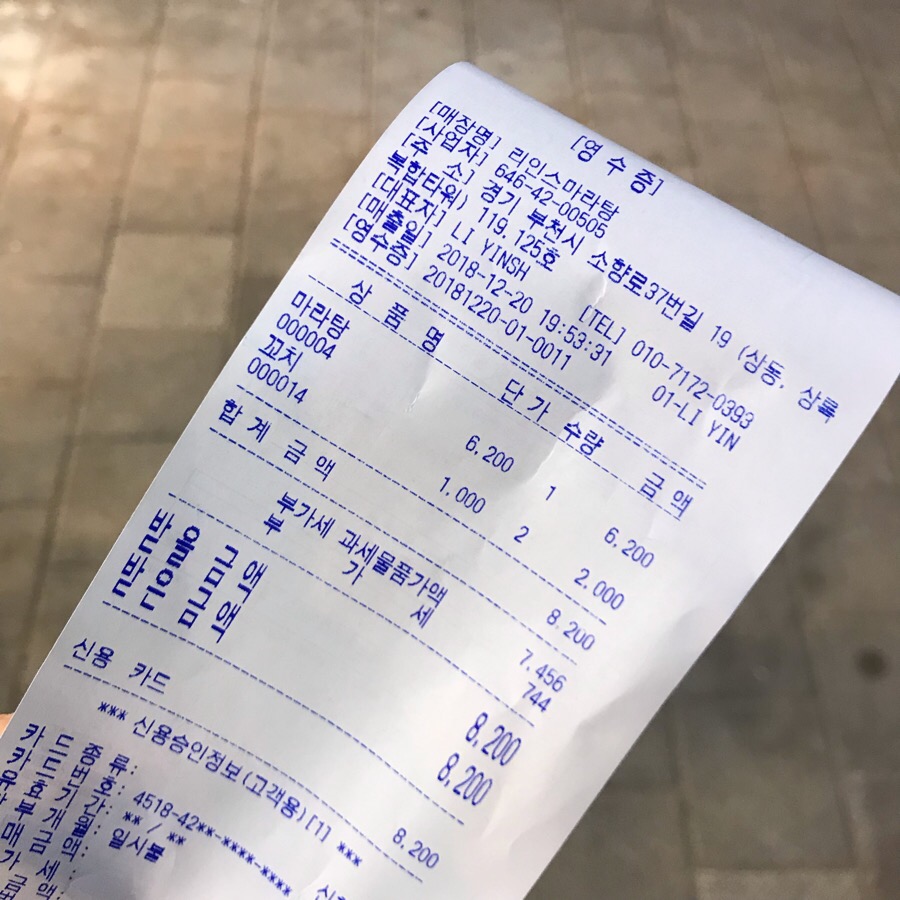 [영 수 증]
[매장명] 리인스마라탕
[사업자] 646-42-00505
[주 소] 경기 부천시 소향로37번길 19 (상동, 상록
복합타워) 119,125호
[대표자] LI YINSH [TEL] 010-7172-0393
[매출일] 2018-12-20 19:53:31 01-LI YIN
[영수증] 20181220-01-0011
상 품 명 단가 수량 금액
마라탕
000004 6,200 1 6,200
꼬치
000014 1,000 2 2,000
합 계 금 액 8,200
부가세 과세물품가액 7,456
부 가 세 744
받 을 금 액 8,200
받 은 금 액 8,200
신용 카드 8,200
*** 신용승인정보(고객용)[1] ***
카 드 종 류:
카 드 번 호: 4518-42**-****-****
유 효 기 간: **/**
부 개 월: 일시불
매 금 액:
가 세: